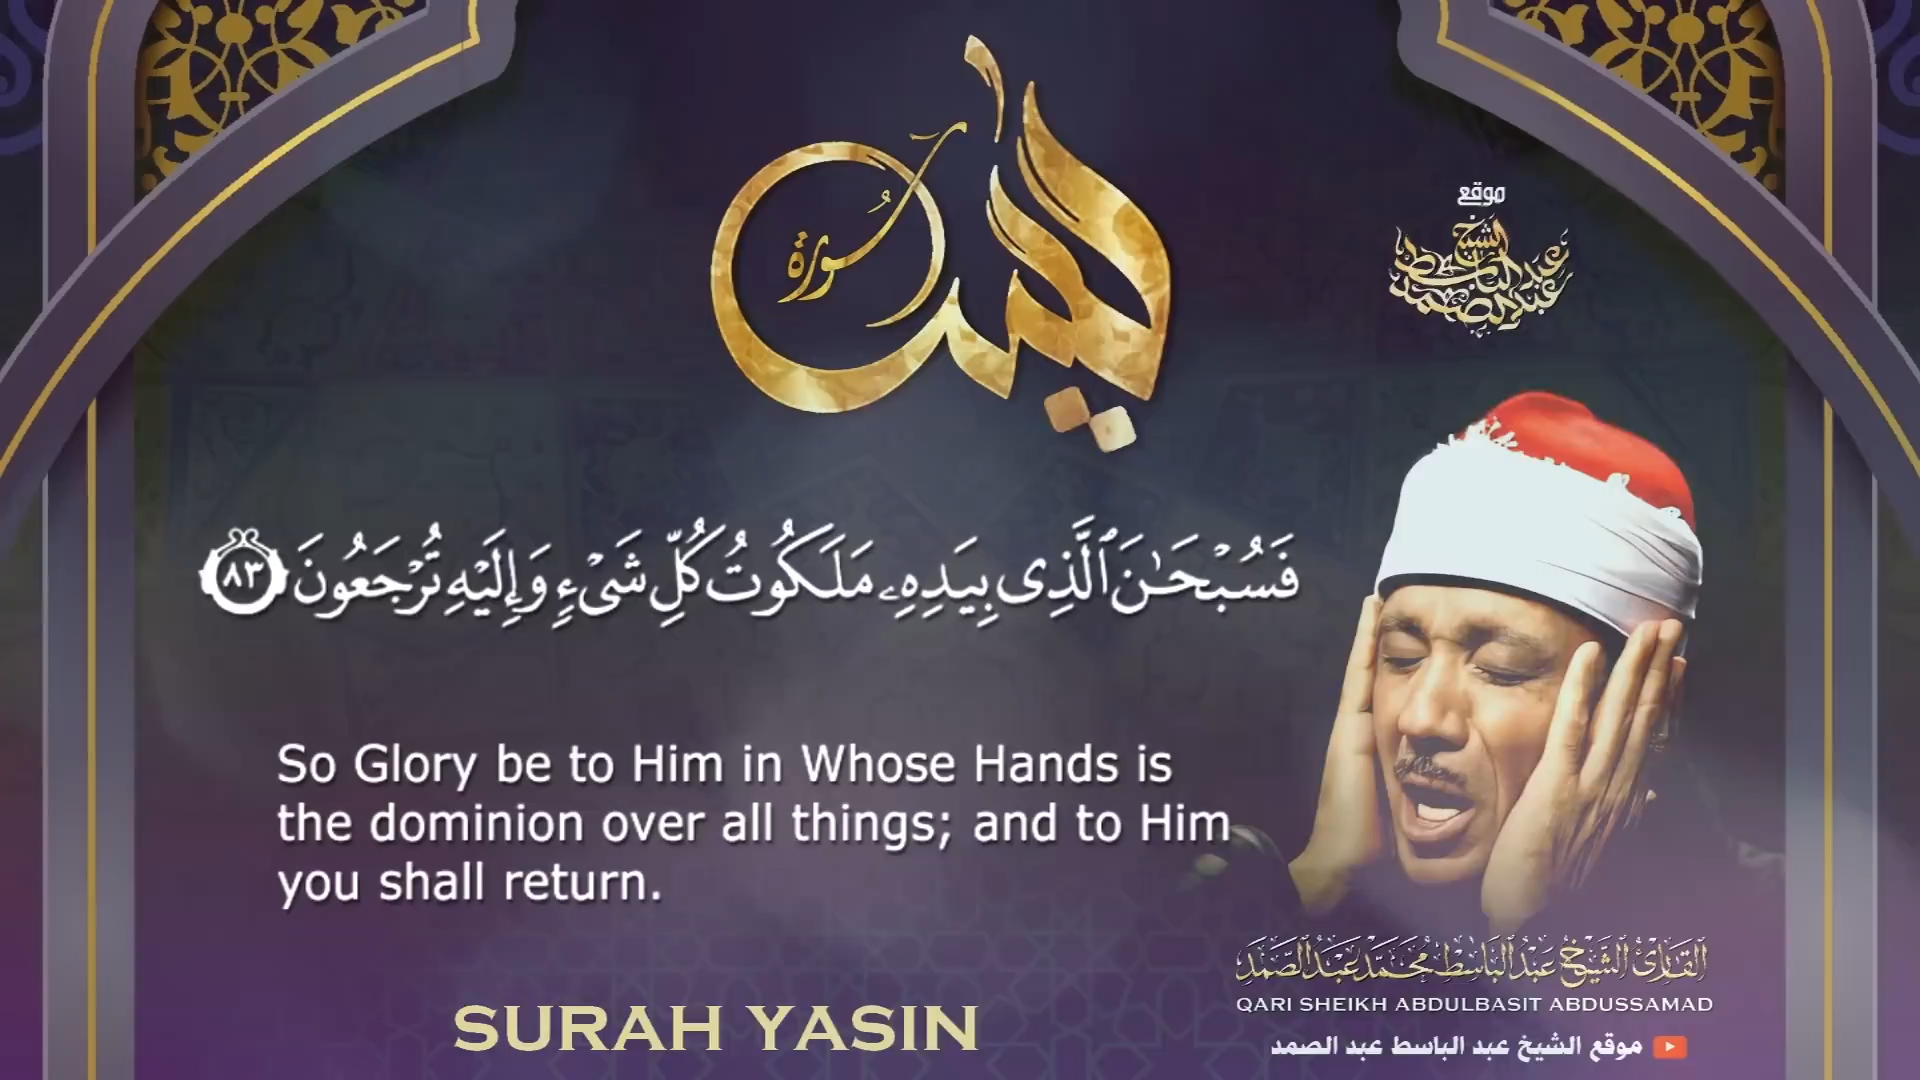 سورة
يس
موقع
الشيخ
عبد الباسط
عبد الصمد
فَسُبْحَٰنَ ٱلَّذِى بِيَدِهِۦ مَلَكُوتُ كُلِّ شَىْءٍ وَإِلَيْهِ تُرْجَعُونَ ٨٣
So Glory be to Him in Whose Hands is
the dominion over all things; and to Him
you shall return.
القارئ الشيخ عبد الباسط محمد عبد الصمد
QARI SHEIKH ABDULBASIT ABDUSSAMAD
SURAH YASIN
موقع الشيخ عبد الباسط عبد الصمد